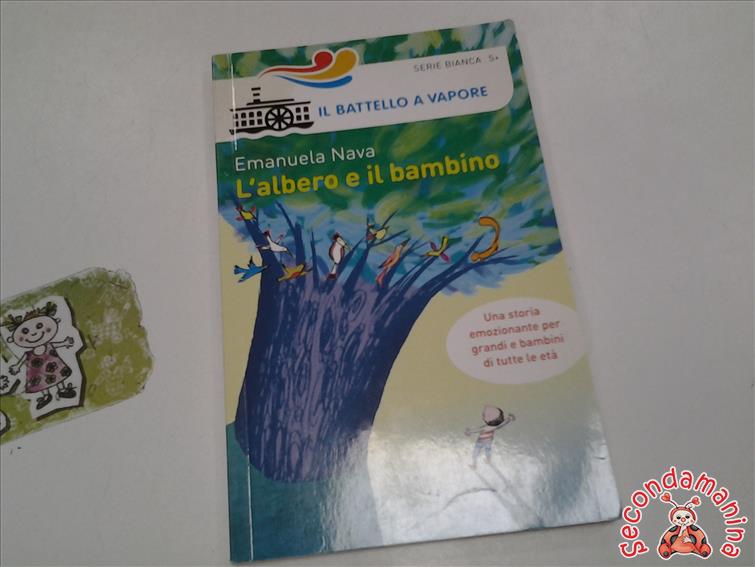 SERIE BIANCA 5+
IL BATTELLO A VAPORE
Emanuela Nava
L'albero e il bambino
Una storia
emozionante per
grandi e bambini
di tutte le età
secondamanina